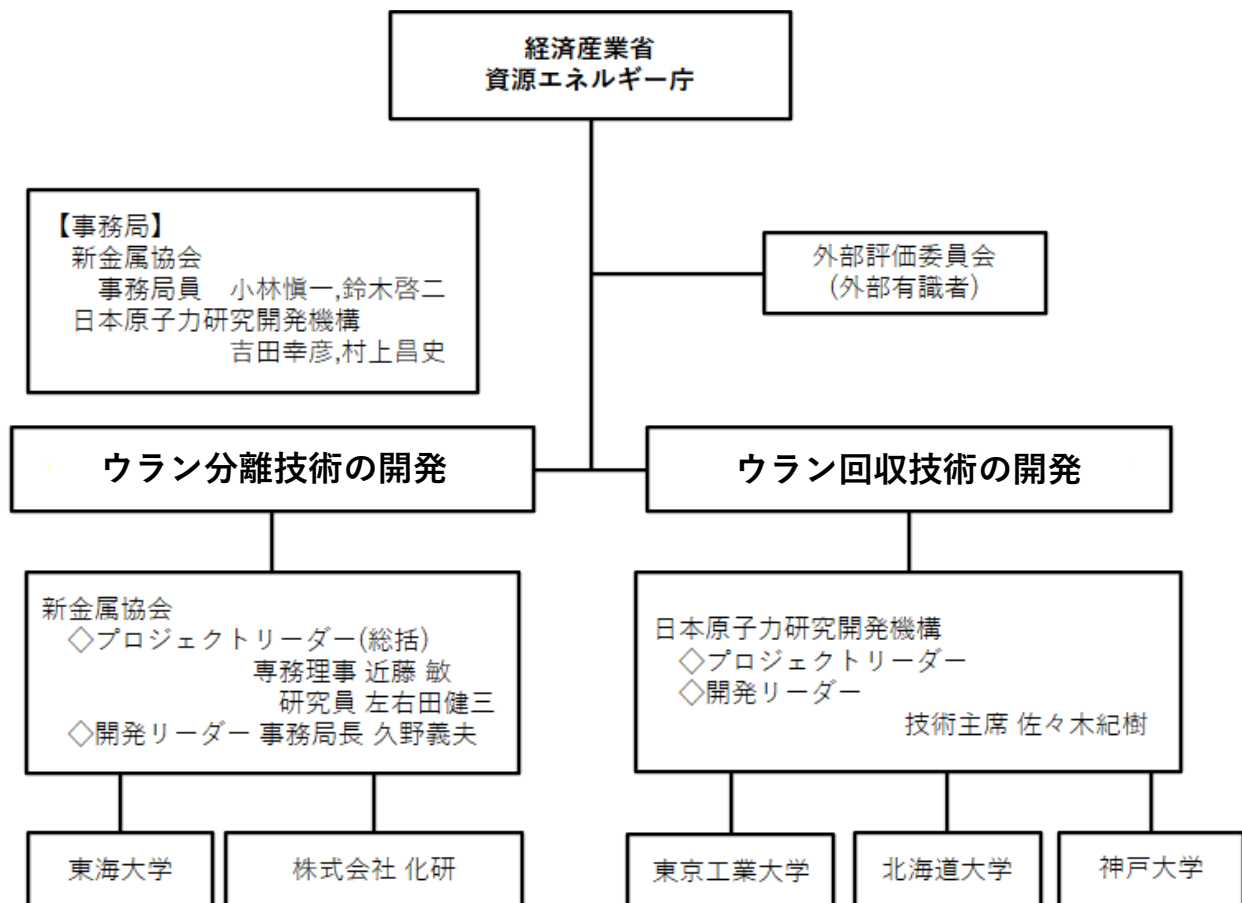 経済産業省
資源エネルギー庁
【事務局】
新金属協会
事務局員 小林愼一,鈴木啓二
日本原子力研究開発機構
吉田幸彦,村上昌史
外部評価委員会
(外部有識者)
ウラン分離技術の開発
ウラン回収技術の開発
新金属協会
◇プロジェクトリーダー(総括)
専務理事 近藤 敏
研究員 左右田健三
◇開発リーダー 事務局長 久野義夫
日本原子力研究開発機構
◇プロジェクトリーダー
◇開発リーダー
技術主席 佐々木紀樹
東海大学
株式会社 化研
東京工業大学
北海道大学
神戸大学